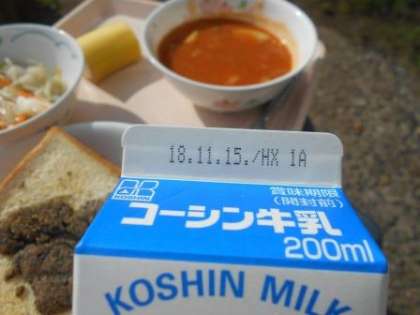 18.11.15./HX 1A
賞味期限
(開封前)
KOSHIN
コーシン牛乳
200ml
KOSHIN MILK